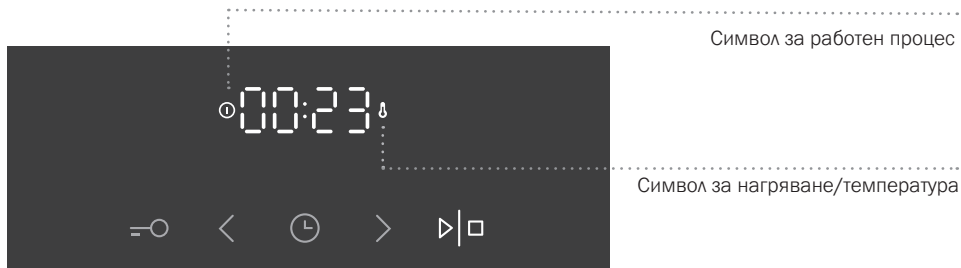 Символ за работен процес
00:23
Символ за нагряване/температура